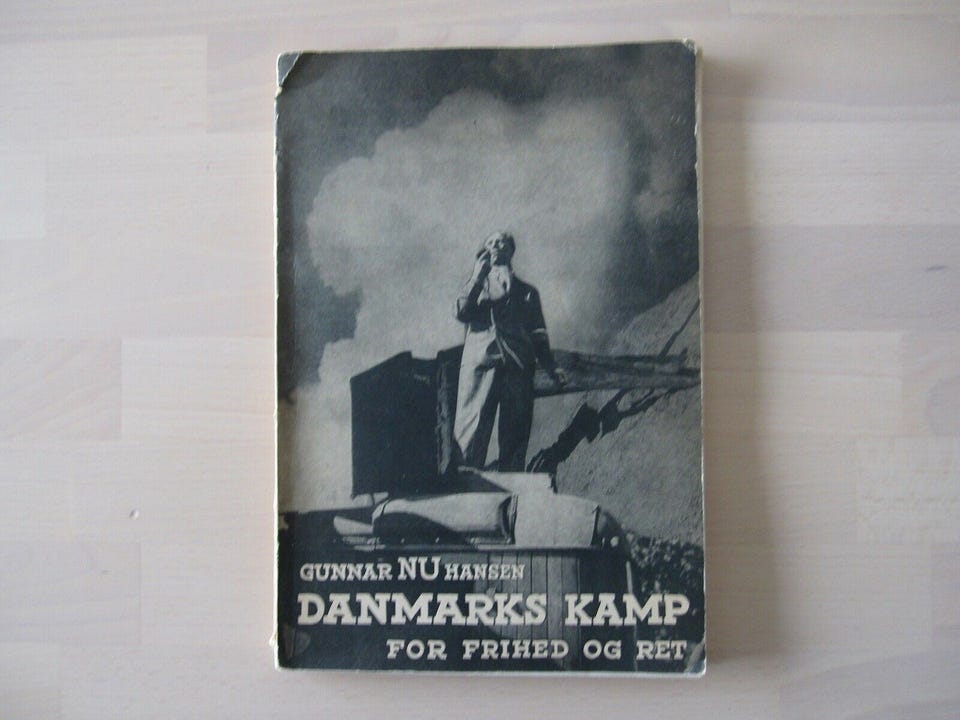 GUNNAR NU HANSEN
DANMARKS KAMP
FOR FRIHED OG RET